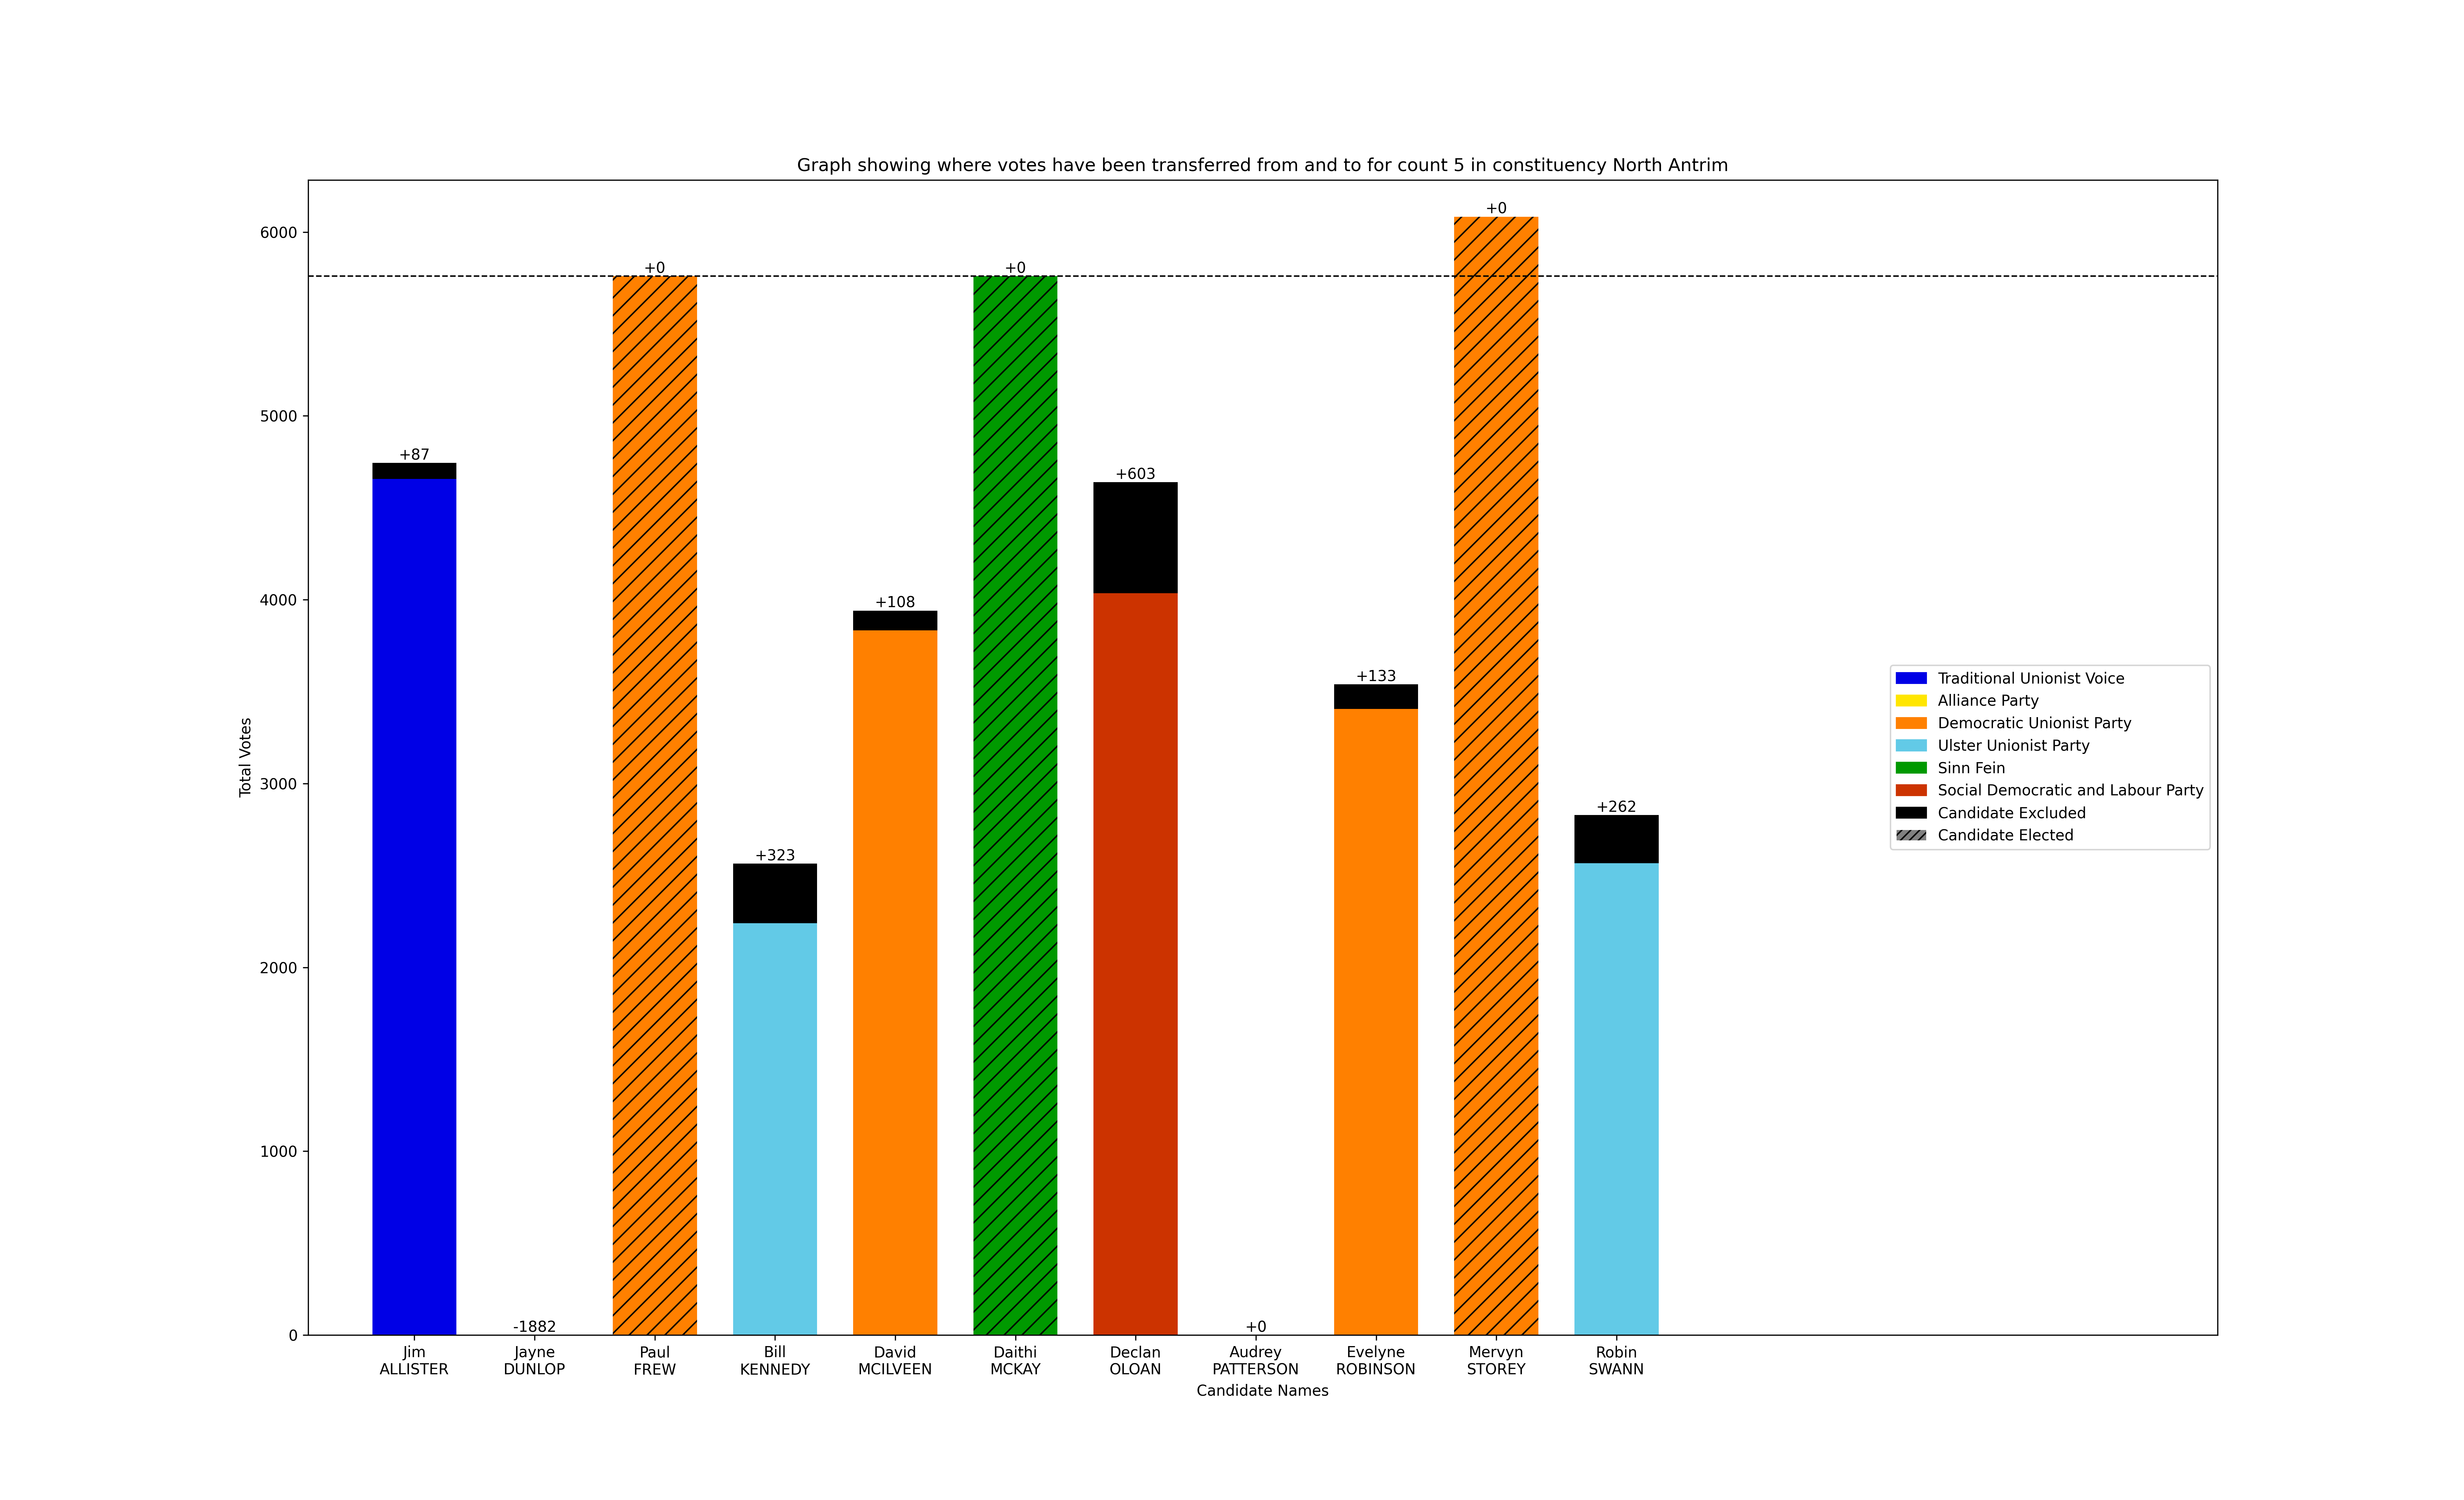 Graph showing where votes have been transferred from and to for count 5 in constituency North Antrim
Total Votes
6000
5000
4000
3000
2000
1000
0
+87
-1882
+0
+323
+108
+0
+603
+0
+133
+0
+262
Jim
ALLISTER
Jayne
DUNLOP
Paul
FREW
Bill
KENNEDY
David
MCILVEEN
Daithi
MCKAY
Declan
OLOAN
Audrey
PATTERSON
Evelyne
ROBINSON
Mervyn
STOREY
Robin
SWANN
Candidate Names
Traditional Unionist Voice
Alliance Party
Democratic Unionist Party
Ulster Unionist Party
Sinn Fein
Social Democratic and Labour Party
Candidate Excluded
Candidate Elected